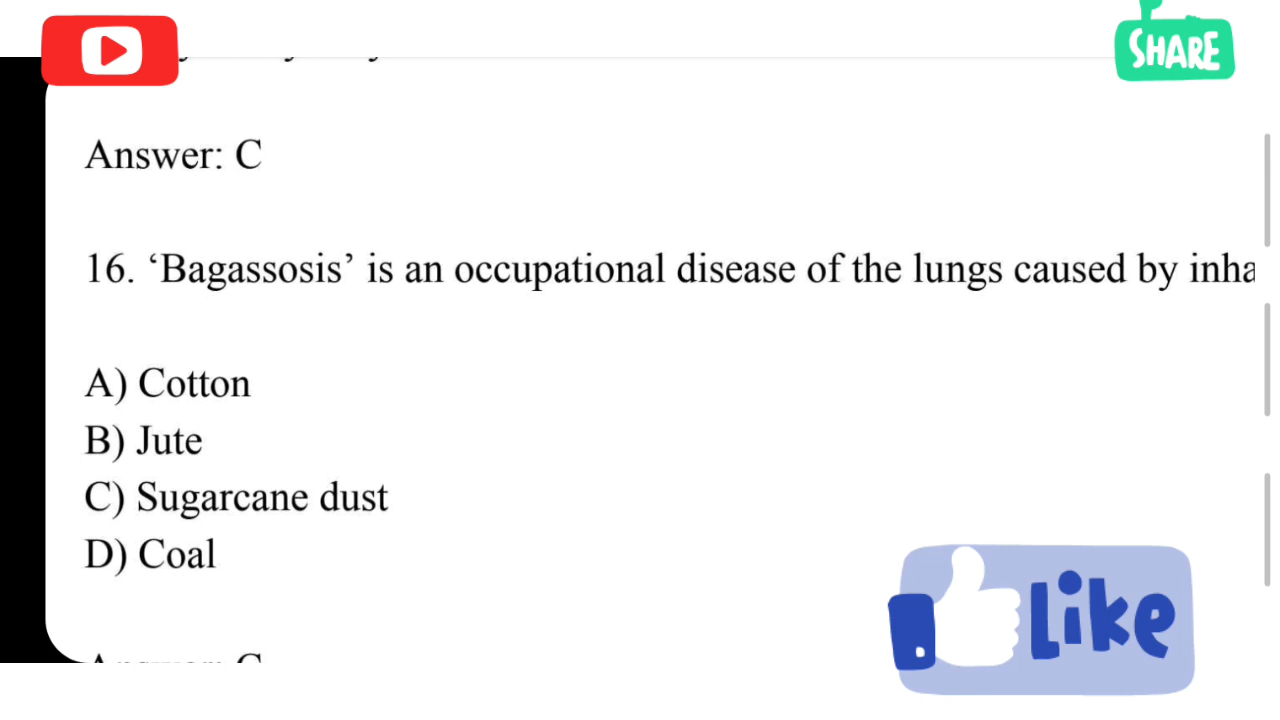 SHARE
Answer: C
16. ‘Bagassosis’ is an occupational disease of the lungs caused by inha
A) Cotton
B) Jute
C) Sugarcane dust
D) Coal
Like